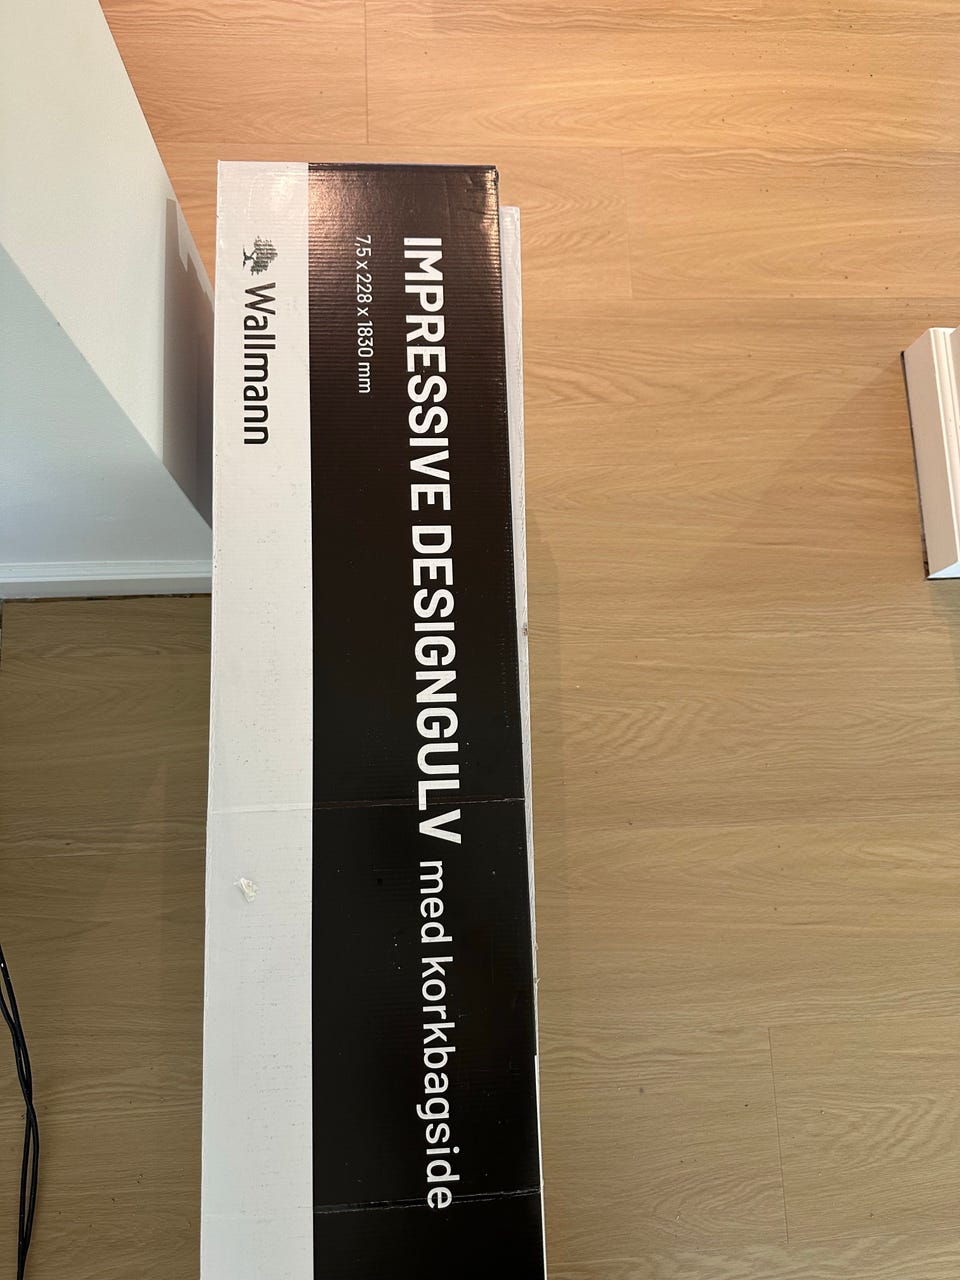 IMPRESSIVE DESIGNGULV med korkbagside
7,5 x 228 x 1830 mm
Wallmann